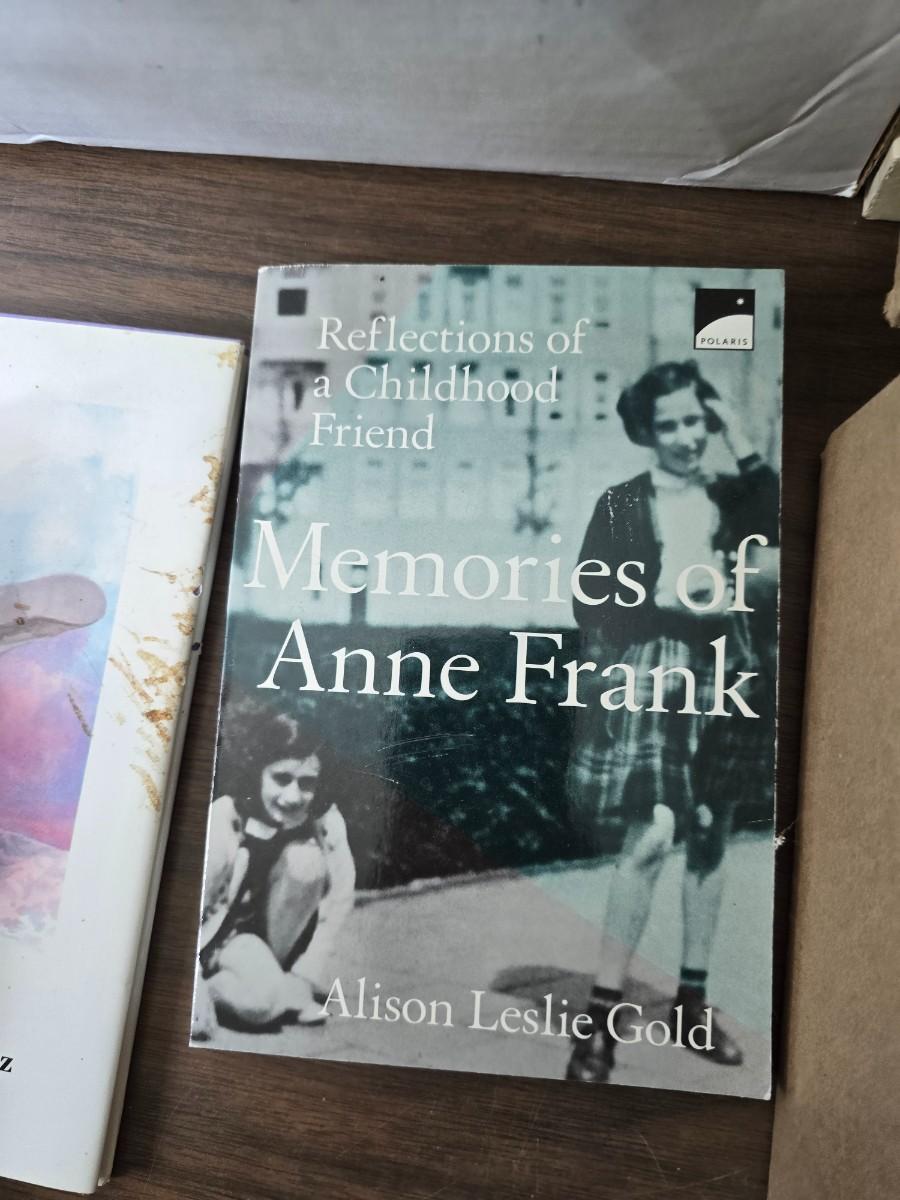 Reflections of
a Childhood
Friend
POLARIS
Memories of
Anne Frank
Alison Leslie Gold
z